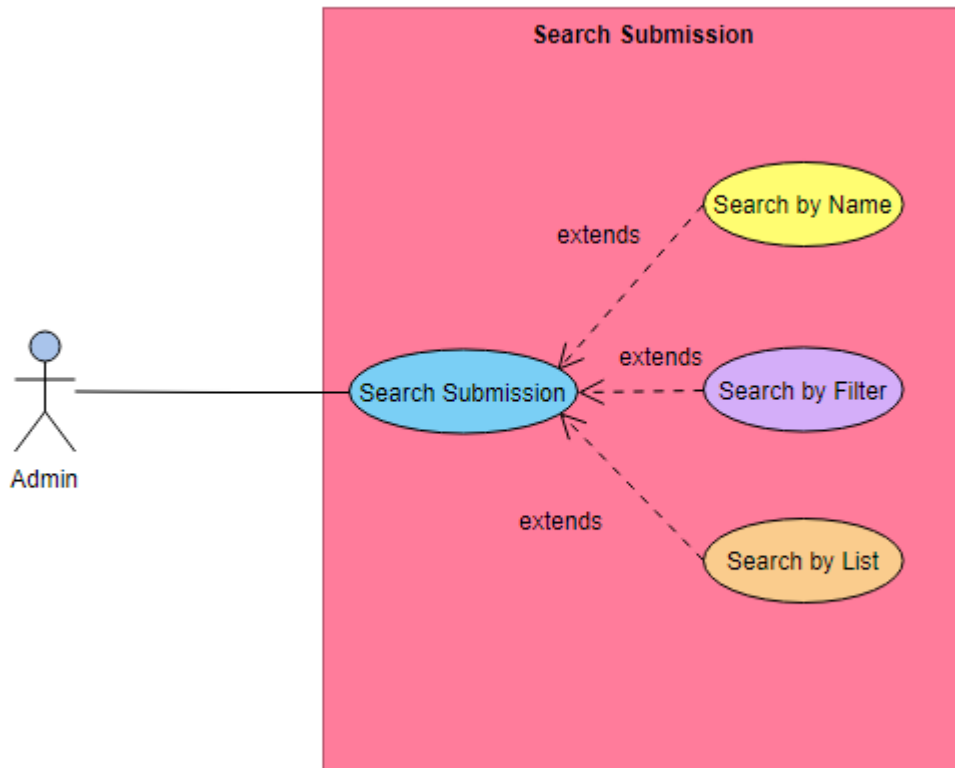 Search Submission
Search by Name
extends
extends
Search Submission
Search by Filter
Admin
extends
Search by List